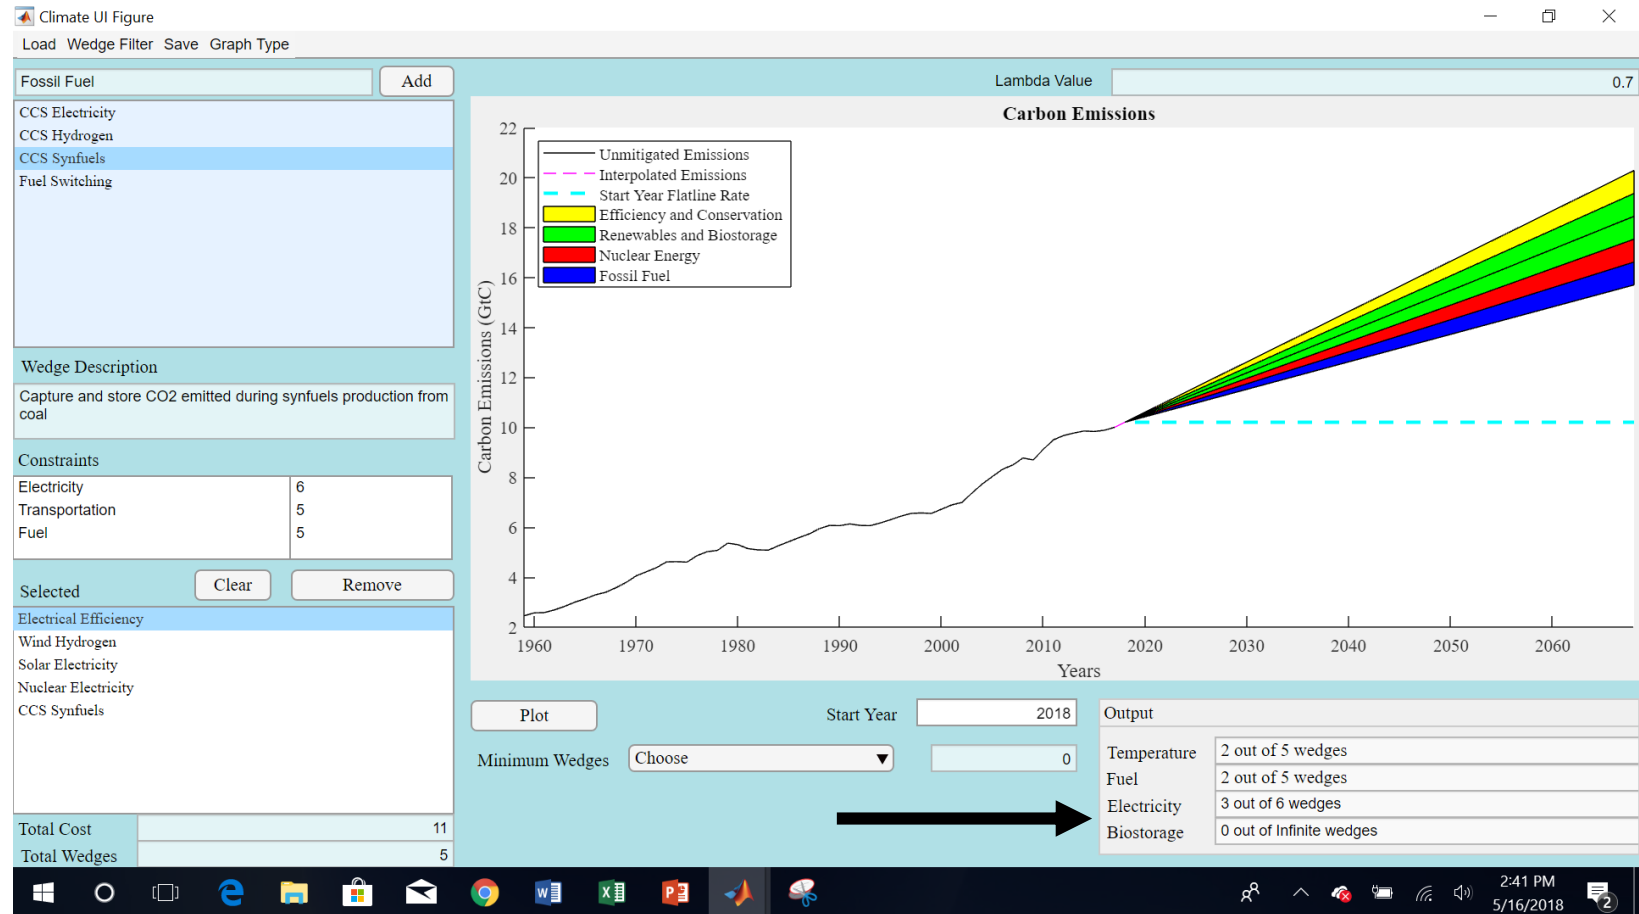 Climate UI Figure
Load Wedge Filter Save Graph Type
Fossil Fuel
Add
CCS Electricity
CCS Hydrogen
CCS Synfuels
Fuel Switching
Wedge Description
Capture and store CO2 emitted during synfuels production from
coal
Constraints
Electricity 6
Transportation 5
Fuel 5
Selected
Clear
Remove
Electrical Efficiency
Wind Hydrogen
Solar Electricity
Nuclear Electricity
CCS Synfuels
Total Cost 11
Total Wedges 5
Lambda Value 0.7
Carbon Emissions
Unmitigated Emissions
Interpolated Emissions
Start Year Flatline Rate
Efficiency and Conservation
Renewables and Biostorage
Nuclear Energy
Fossil Fuel
Carbon Emissions (GtC)
22
20
18
16
14
12
10
8
6
4
2
1960 1970 1980 1990 2000 2010 2020 2030 2040 2050 2060
Years
Plot
Start Year 2018
Minimum Wedges Choose 0
Output
Temperature 2 out of 5 wedges
Fuel 2 out of 5 wedges
Electricity 3 out of 6 wedges
Biostorage 0 out of Infinite wedges
2:41 PM
5/16/2018
2